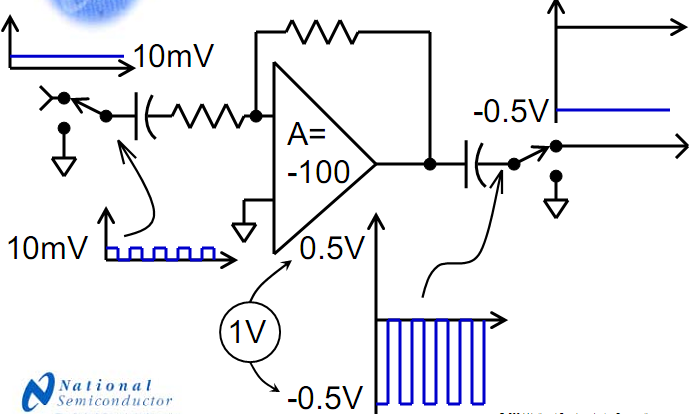 10mV
-0.5V
A=
-100
10mV
0.5V
1V
-0.5V
National
Semiconductor